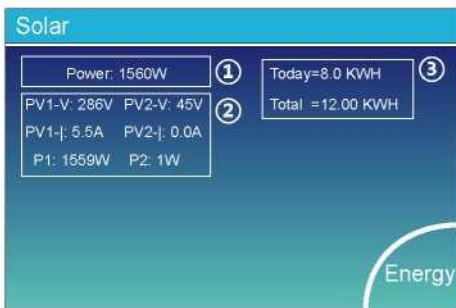 Solar
Power: 1560W ①
PV1-V: 286V PV2-V: 45V ②
PV1-|: 5.5A PV2-|: 0.0A
P1: 1559W P2: 1W
Today=8.0 KWH ③
Total =12.00 KWH
Energy